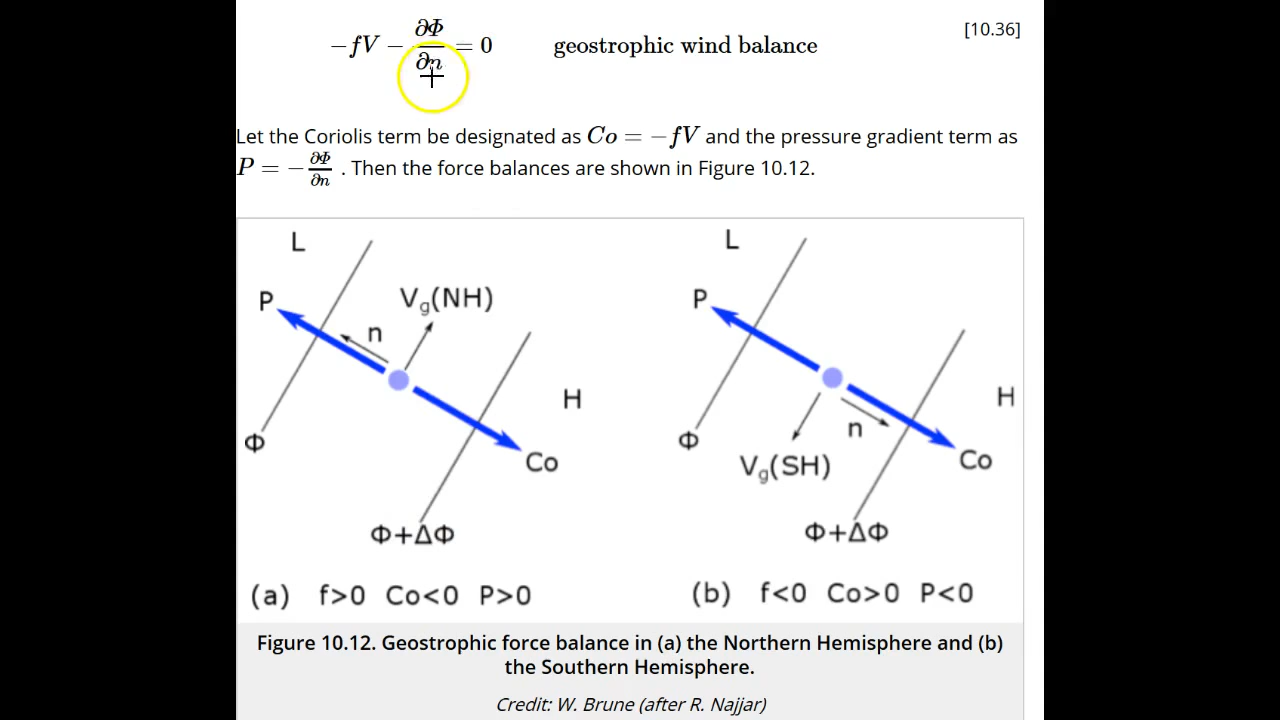 −fV − ∂Φ/∂n = 0 geostrophic wind balance [10.36]
Let the Coriolis term be designated as Co = −fV and the pressure gradient term as
P = −∂Φ/∂n . Then the force balances are shown in Figure 10.12.
L
P
n
Vg(NH)
H
Φ
Co
Φ+ΔΦ
(a) f>0 Co<0 P>0
L
P
H
n
Vg(SH)
Φ
Co
Φ+ΔΦ
(b) f<0 Co>0 P<0
Figure 10.12. Geostrophic force balance in (a) the Northern Hemisphere and (b)
the Southern Hemisphere.
Credit: W. Brune (after R. Najjar)